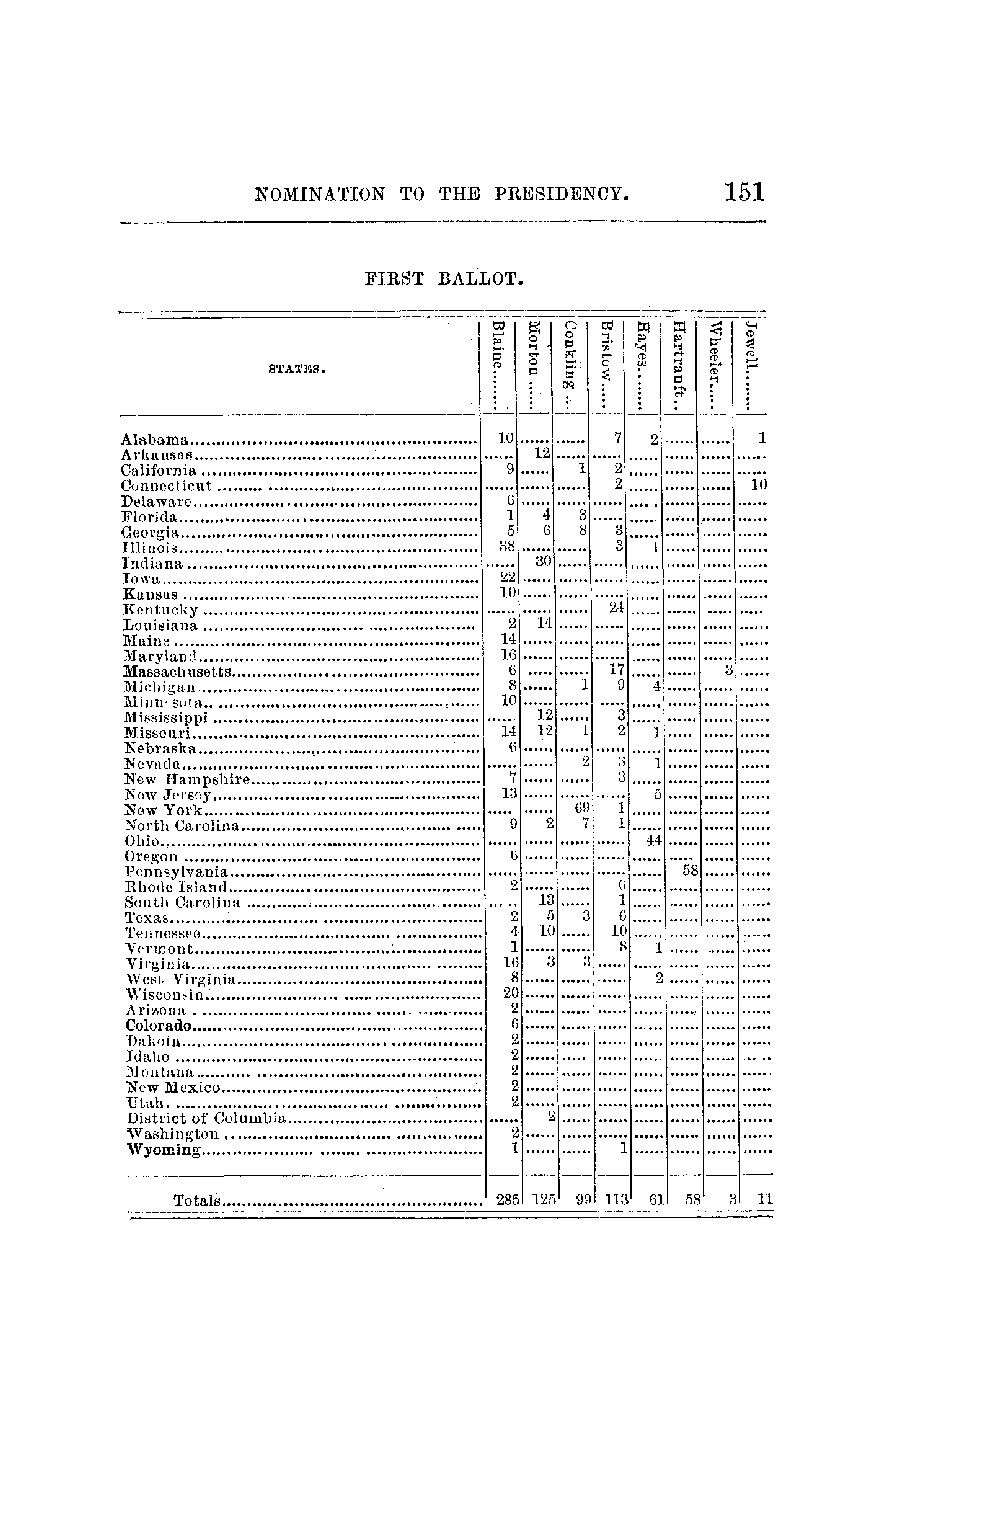 NOMINATION TO THE PRESIDENCY. 151
FIRST BALLOT.
STATES. Blaine........ Morton...... Conkling... Bristow...... Hayes........ Hartranft.. Wheeler...... Jewell........
Alabama 10 ...... ...... 7 2 ...... ...... 1
Arkansas ...... 12 ...... ...... ...... ...... ...... ......
California 9 ...... 1 2 ...... ...... ...... ......
Connecticut ...... ...... ...... 2 ...... ...... ...... 10
Delaware 6 ...... ...... ...... ...... ...... ...... ......
Florida 1 4 3 ...... ...... ...... ...... ......
Georgia 5 6 8 3 ...... ...... ...... ......
Illinois 38 ...... ...... 3 1 ...... ...... ......
Indiana ...... 30 ...... ...... ...... ...... ...... ......
Iowa 22 ...... ...... ...... ...... ...... ...... ......
Kansas 10 ...... ...... ...... ...... ...... ...... ......
Kentucky ...... ...... ...... 24 ...... ...... ...... ......
Louisiana 2 14 ...... ...... ...... ...... ...... ......
Maine 14 ...... ...... ...... ...... ...... ...... ......
Maryland 16 ...... ...... ...... ...... ...... ...... ......
Massachusetts 6 ...... ...... 17 ...... ...... 3 ......
Michigan 8 ...... 1 9 4 ...... ...... ......
Minnesota 10 ...... ...... ...... ...... ...... ...... ......
Mississippi ...... 12 ...... 3 ...... ...... ...... ......
Missouri 14 12 1 2 1 ...... ...... ......
Nebraska 6 ...... ...... ...... ...... ...... ...... ......
Nevada ...... ...... 2 3 1 ...... ...... ......
New Hampshire 7 ...... ...... 3 ...... ...... ...... ......
New Jersey 13 ...... ...... ...... 5 ...... ...... ......
New York ...... ...... 69 1 ...... ...... ...... ......
North Carolina 9 2 7 1 ...... ...... ...... ......
Ohio ...... ...... ...... ...... 44 ...... ...... ......
Oregon 6 ...... ...... ...... ...... ...... ...... ......
Pennsylvania ...... ...... ...... ...... ...... 58 ...... ......
Rhode Island 2 ...... ...... 6 ...... ...... ...... ......
South Carolina ...... 13 ...... 1 ...... ...... ...... ......
Texas 2 5 3 6 ...... ...... ...... ......
Tennessee 4 10 ...... 10 ...... ...... ...... ......
Vermont 1 ...... ...... 8 1 ...... ...... ......
Virginia 16 3 3 ...... ...... ...... ...... ......
West Virginia 8 ...... ...... ...... 2 ...... ...... ......
Wisconsin 20 ...... ...... ...... ...... ...... ...... ......
Arizona 2 ...... ...... ...... ...... ...... ...... ......
Colorado 6 ...... ...... ...... ...... ...... ...... ......
Dakota 2 ...... ...... ...... ...... ...... ...... ......
Idaho 2 ...... ...... ...... ...... ...... ...... ......
Montana 2 ...... ...... ...... ...... ...... ...... ......
New Mexico 2 ...... ...... ...... ...... ...... ...... ......
Utah 2 ...... ...... ...... ...... ...... ...... ......
District of Columbia ...... 2 ...... ...... ...... ...... ...... ......
Washington 2 ...... ...... ...... ...... ...... ...... ......
Wyoming 1 ...... ...... 1 ...... ...... ...... ......
Totals 285 125 99 113 61 58 3 11